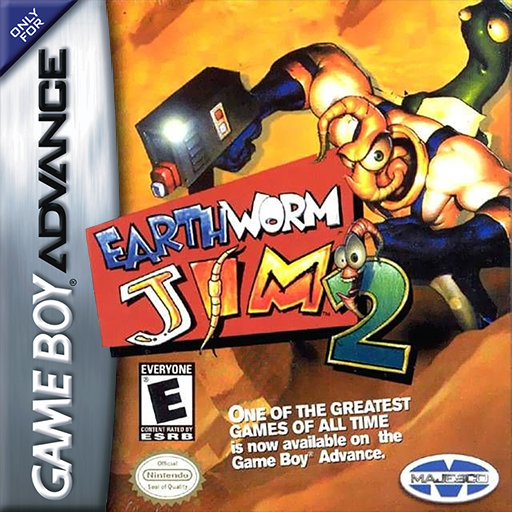 ONLY
FOR
GAME BOY ADVANCE
EARTHWORM
JIM 2
EVERYONE
E
CONTENT RATED BY
ESRB
ONE OF THE GREATEST
GAMES OF ALL TIME
is now available on the
Game Boy® Advance.
Official
Nintendo
Seal of Quality
MAJESCO